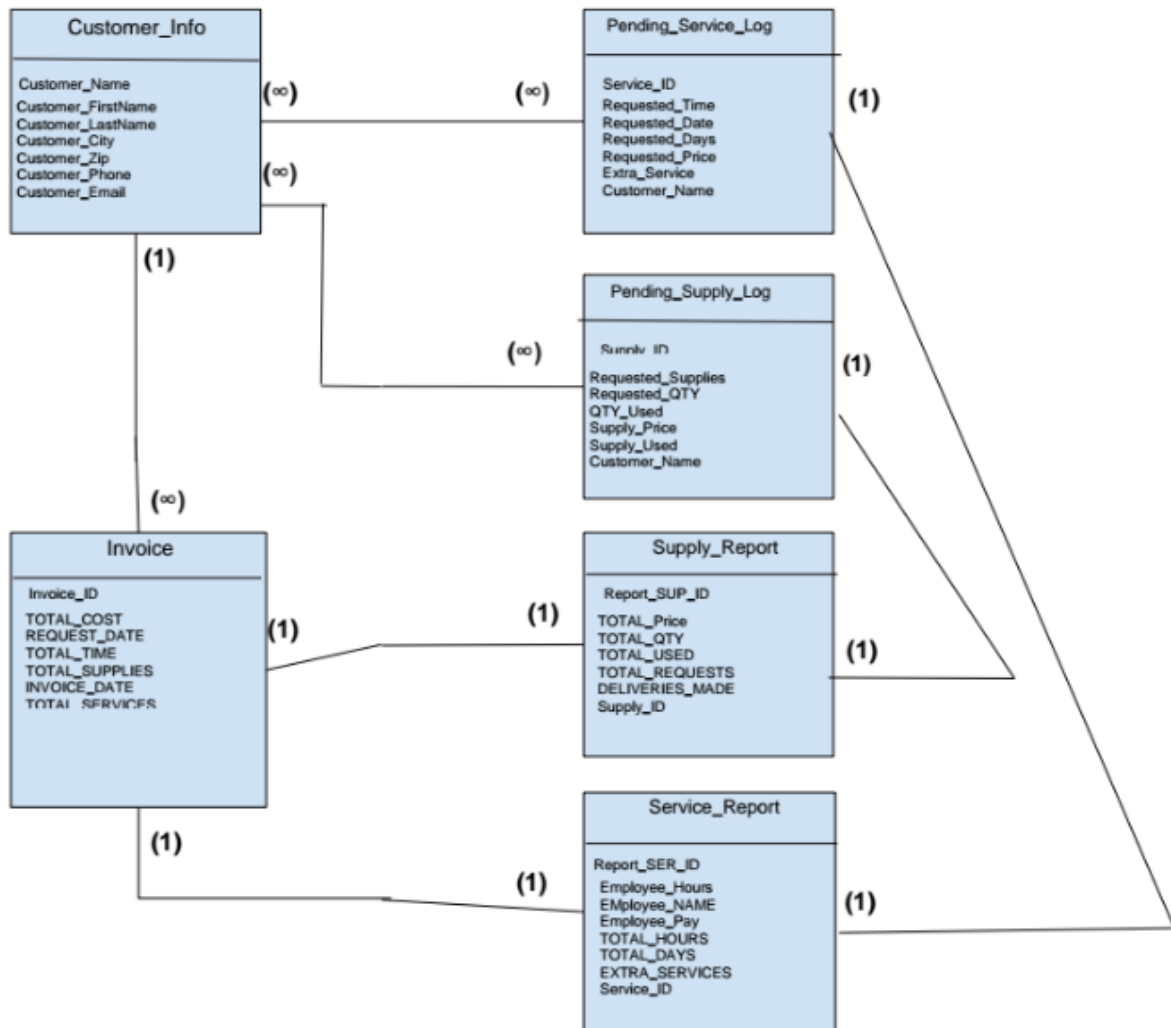 Customer_Info
Customer_Name
Customer_FirstName
Customer_LastName
Customer_City
Customer_Zip
Customer_Phone
Customer_Email
(∞)
(∞)
(1)
Pending_Service_Log
Service_ID
Requested_Time
Requested_Date
Requested_Days
Requested_Price
Extra_Service
Customer_Name
(∞)
(1)
Pending_Supply_Log
Supply_ID
Requested_Supplies
Requested_QTY
QTY_Used
Supply_Price
Supply_Used
Customer_Name
(∞)
(1)
(∞)
Invoice
Invoice_ID
TOTAL_COST
REQUEST_DATE
TOTAL_TIME
TOTAL_SUPPLIES
INVOICE_DATE
TOTAL_SERVICES
(1)
(1)
Supply_Report
Report_SUP_ID
TOTAL_Price
TOTAL_QTY
TOTAL_USED
TOTAL_REQUESTS
DELIVERIES_MADE
Supply_ID
(1)
(1)
Service_Report
Report_SER_ID
Employee_Hours
EMployee_NAME
Employee_Pay
TOTAL_HOURS
TOTAL_DAYS
EXTRA_SERVICES
Service_ID
(1)
(1)